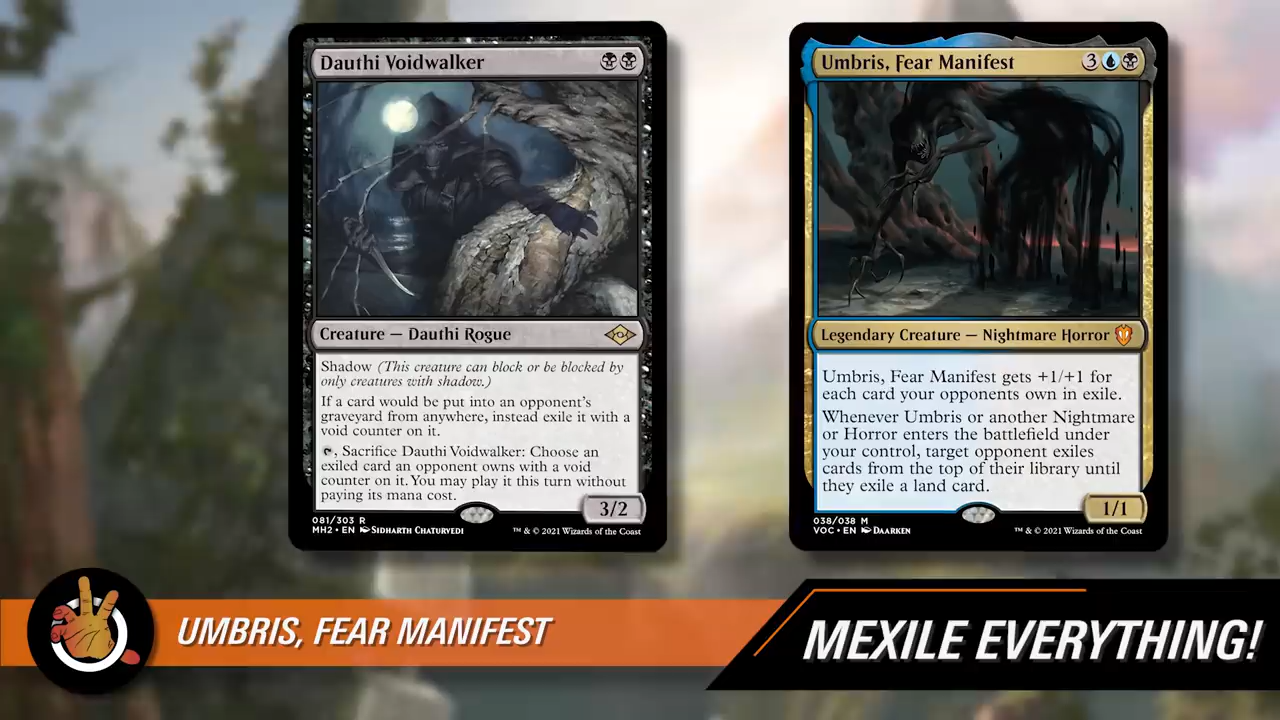 Dauthi Voidwalker
Creature — Dauthi Rogue
Shadow (This creature can block or be blocked by
only creatures with shadow.)
If a card would be put into an opponent's
graveyard from anywhere, instead exile it with a
void counter on it.
, Sacrifice Dauthi Voidwalker: Choose an
exiled card an opponent owns with a void
counter on it. You may play it this turn without
paying its mana cost.
3/2
081/303 R
MH2 • EN Sidharth Chaturvedi
™ & © 2021 Wizards of the Coast
Umbris, Fear Manifest 3
Legendary Creature — Nightmare Horror
Umbris, Fear Manifest gets +1/+1 for
each card your opponents own in exile.
Whenever Umbris or another Nightmare
or Horror enters the battlefield under
your control, target opponent exiles
cards from the top of their library until
they exile a land card.
1/1
038/038 M
VOC • EN Daarken
™ & © 2021 Wizards of the Coast
UMBRIS, FEAR MANIFEST
MEXILE EVERYTHING!